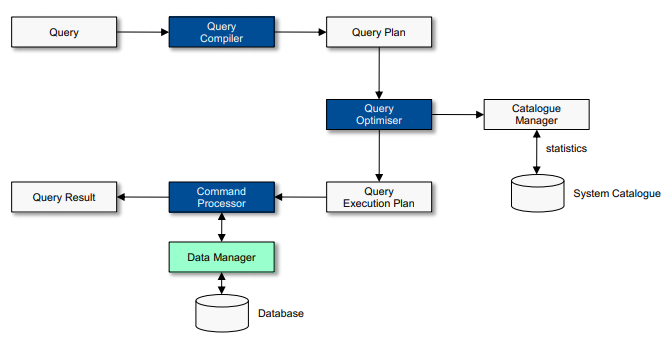 Query
Query
Compiler
Query Plan
Query
Optimiser
Catalogue
Manager
statistics
System Catalogue
Query Result
Command
Processor
Query
Execution Plan
Data Manager
Database